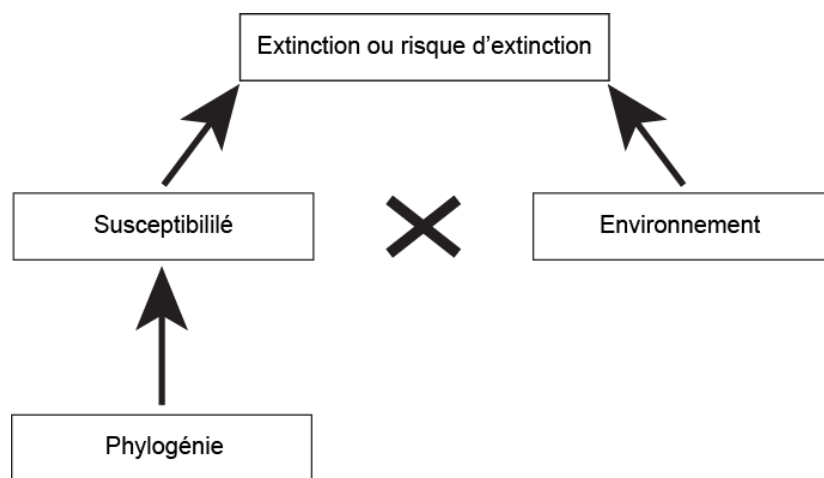 Extinction ou risque d’extinction
Susceptibililé
Environnement
Phylogénie